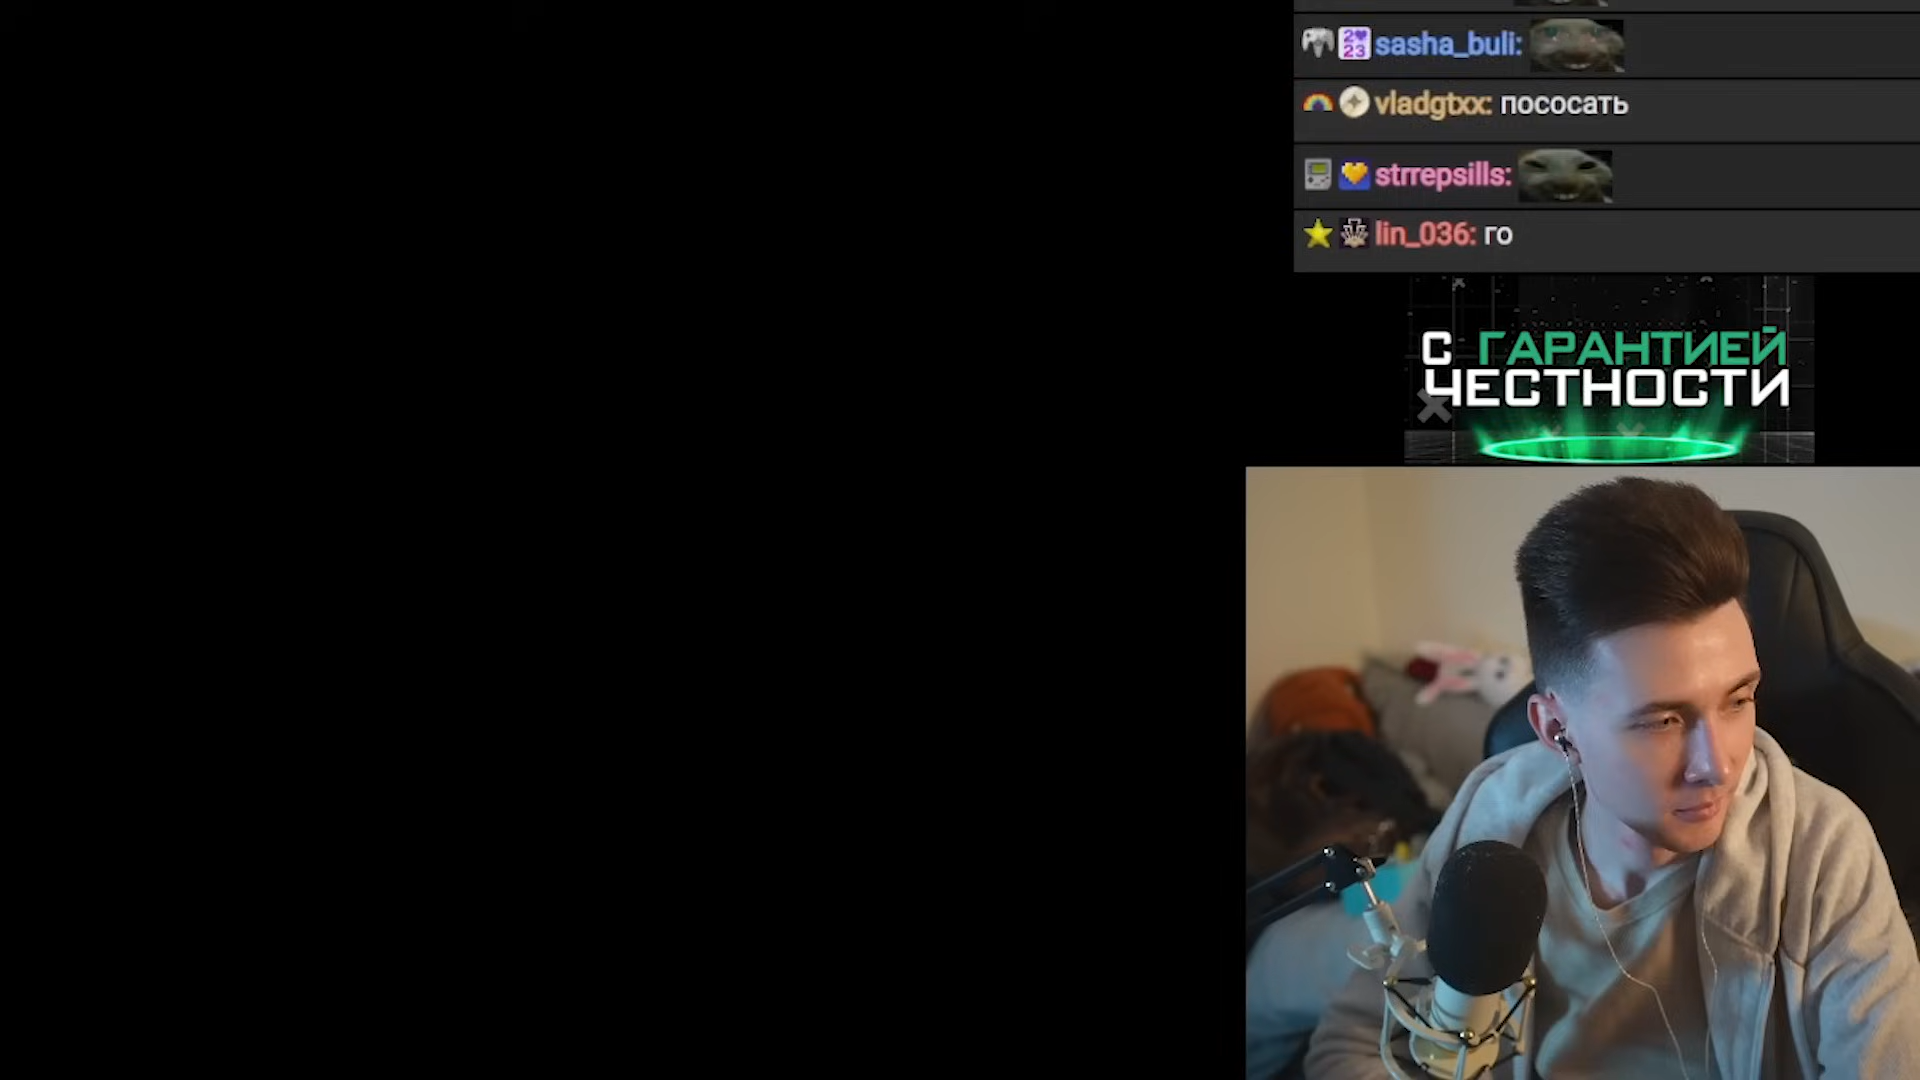 sasha_buli:
vladgtxx: пососать
strrepsills:
lin_036: го
С ГАРАНТИЕЙ
ЧЕСТНОСТИ